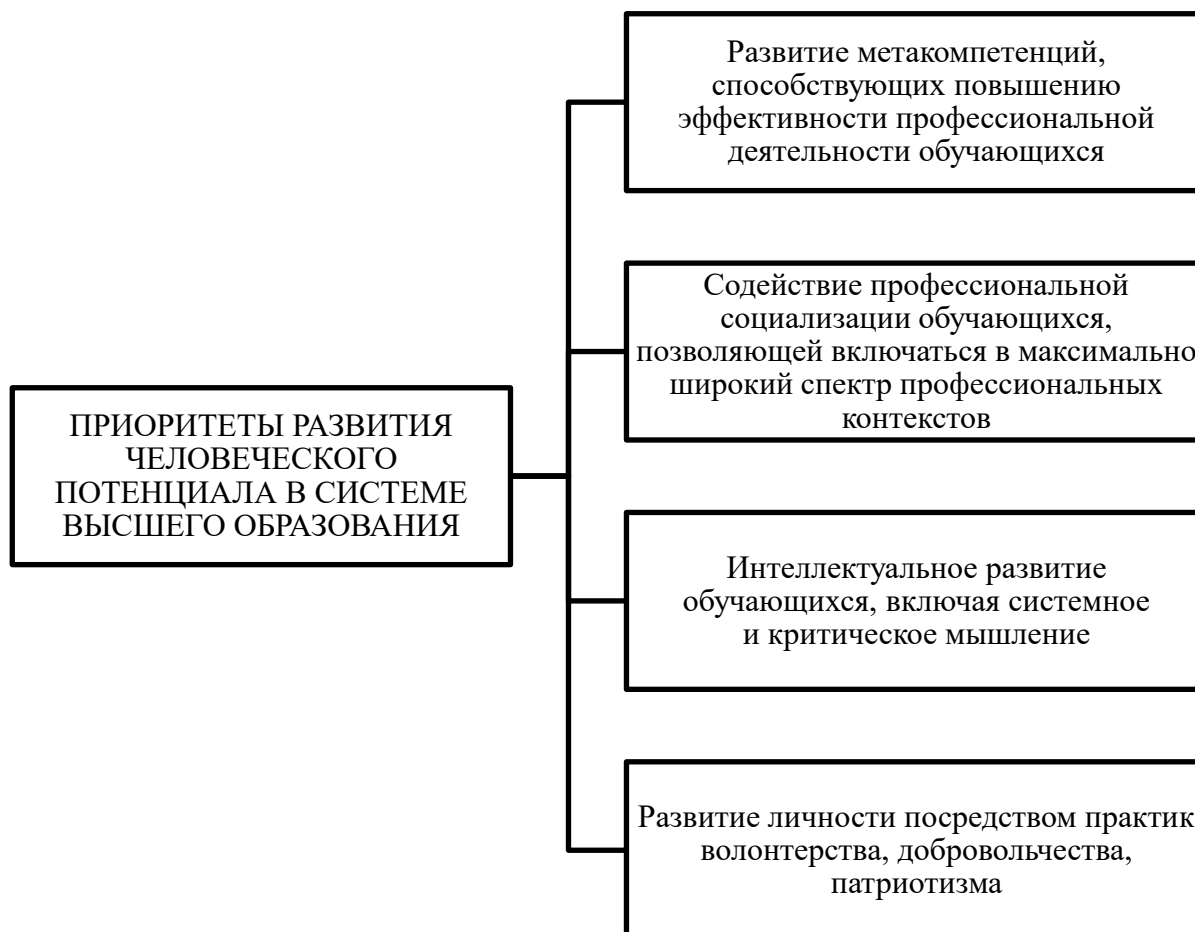 Развитие метакомпетенций,
способствующих повышению
эффективности профессиональной
деятельности обучающихся
Содействие профессиональной
социализации обучающихся,
позволяющей включаться в максимально
широкий спектр профессиональных
контекстов
ПРИОРИТЕТЫ РАЗВИТИЯ
ЧЕЛОВЕЧЕСКОГО
ПОТЕНЦИАЛА В СИСТЕМЕ
ВЫСШЕГО ОБРАЗОВАНИЯ
Интеллектуальное развитие
обучающихся, включая системное
и критическое мышление
Развитие личности посредством практик
волонтерства, добровольчества,
патриотизма